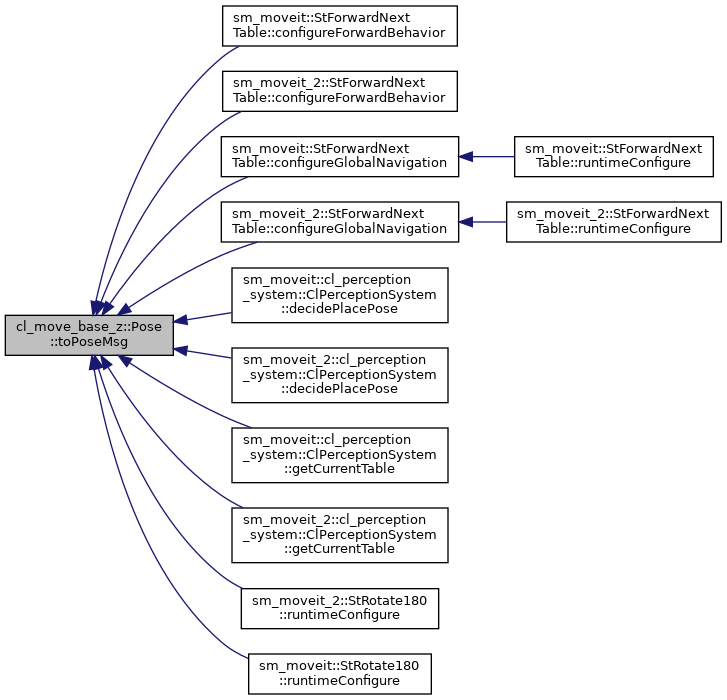 sm_moveit::StForwardNext
Table::configureForwardBehavior
sm_moveit_2::StForwardNext
Table::configureForwardBehavior
sm_moveit::StForwardNext
Table::configureGlobalNavigation
sm_moveit::StForwardNext
Table::runtimeConfigure
sm_moveit_2::StForwardNext
Table::configureGlobalNavigation
sm_moveit_2::StForwardNext
Table::runtimeConfigure
sm_moveit::cl_perception
_system::ClPerceptionSystem
::decidePlacePose
cl_move_base_z::Pose
::toPoseMsg
sm_moveit_2::cl_perception
_system::ClPerceptionSystem
::decidePlacePose
sm_moveit::cl_perception
_system::ClPerceptionSystem
::getCurrentTable
sm_moveit_2::cl_perception
_system::ClPerceptionSystem
::getCurrentTable
sm_moveit_2::StRotate180
::runtimeConfigure
sm_moveit::StRotate180
::runtimeConfigure